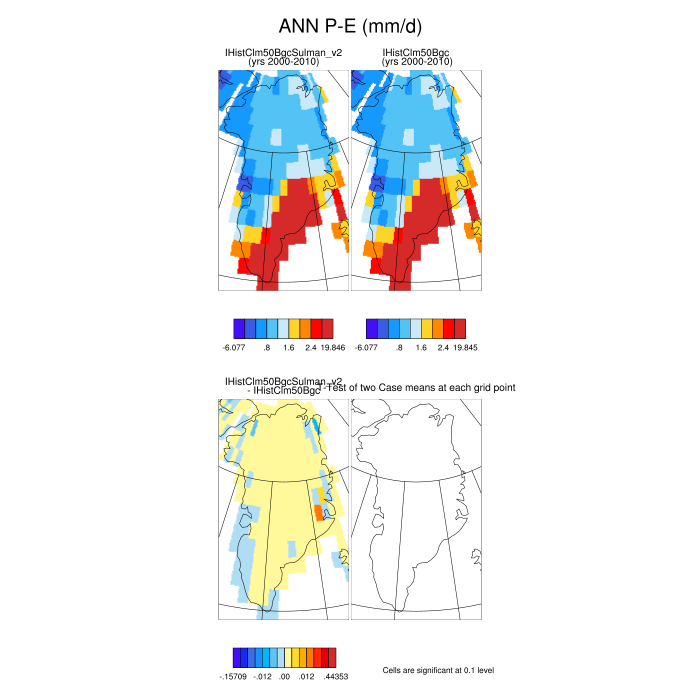 ANN P-E (mm/d)
IHistClm50BgcSulman_v2
(yrs 2000-2010)
IHistClm50Bgc
(yrs 2000-2010)
-6.077 .8 1.6 2.4 19.846
-6.077 .8 1.6 2.4 19.845
IHistClm50BgcSulman_v2
- IHistClm50Bgc
T-Test of two Case means at each grid point
-.15709 -.012 .00 .012 .44353
Cells are significant at 0.1 level